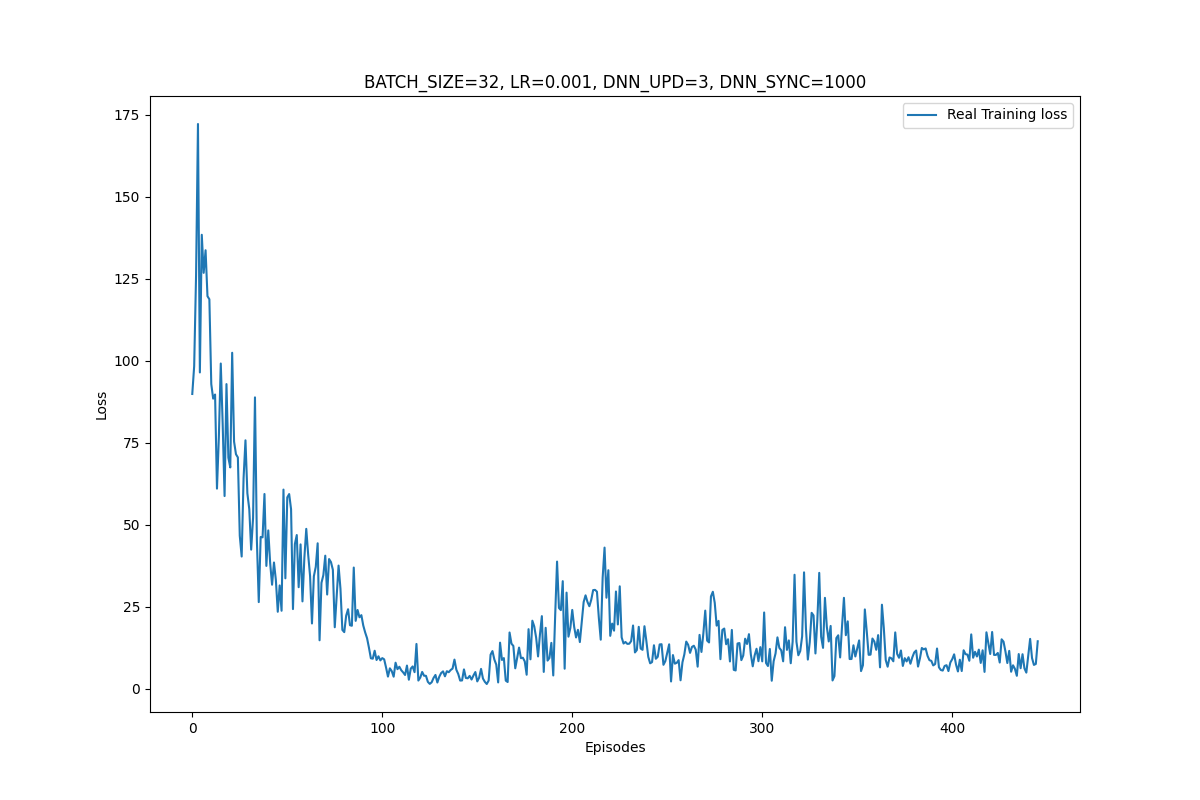 BATCH_SIZE=32, LR=0.001, DNN_UPD=3, DNN_SYNC=1000
Real Training loss
175
150
125
100
75
50
25
0
Loss
0 100 200 300 400
Episodes